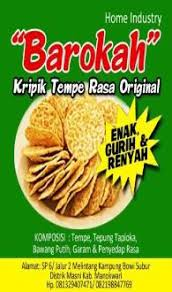 Home Industry
"Barokah"
Kripik Tempe Rasa Original
ENAK,
GURIH &
RENYAH
KOMPOSISI : Tempe, Tepung Tapioka,
Bawang Putih, Garam & Penyedap Rasa
Alamat: SP 6/ Jalur 2 Melintang Kampung Bowi Subur
Distrik Masni Kab. Manokwari
Hp. 081329407471/ 082198847769